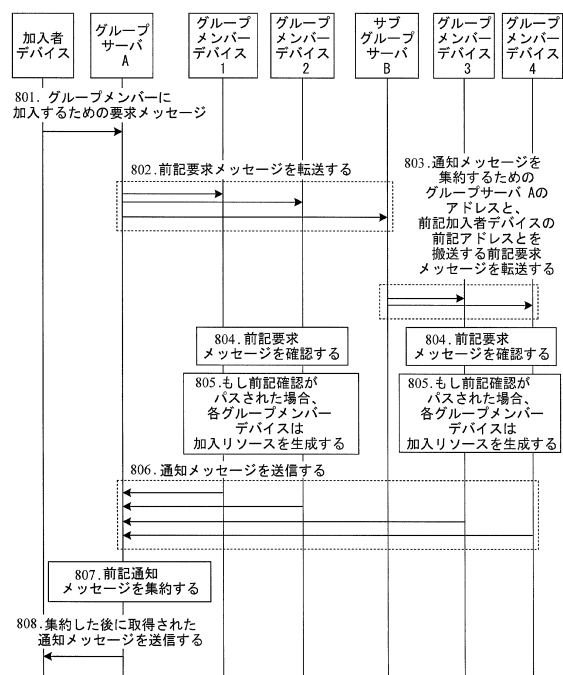 加入者
デバイス
グループ
サーバ
A
グループ
メンバー
デバイス
1
グループ
メンバー
デバイス
2
サブ
グループ
サーバ
B
グループ
メンバー
デバイス
3
グループ
メンバー
デバイス
4
801. グループメンバーに
加入するための要求メッセージ
802.前記要求メッセージを転送する
803.通知メッセージを
集約するための
グループサーバ Aの
アドレスと、
前記加入者デバイスの
前記アドレスとを
搬送する前記要求
メッセージを転送する
804.前記要求
メッセージを確認する
804.前記要求
メッセージを確認する
805.もし前記確認が
パスされた場合、
各グループメンバー
デバイスは
加入リソースを生成する
805.もし前記確認が
パスされた場合、
各グループメンバー
デバイスは
加入リソースを生成する
806.通知メッセージを送信する
807.前記通知
メッセージを集約する
808.集約した後に取得された
通知メッセージを送信する